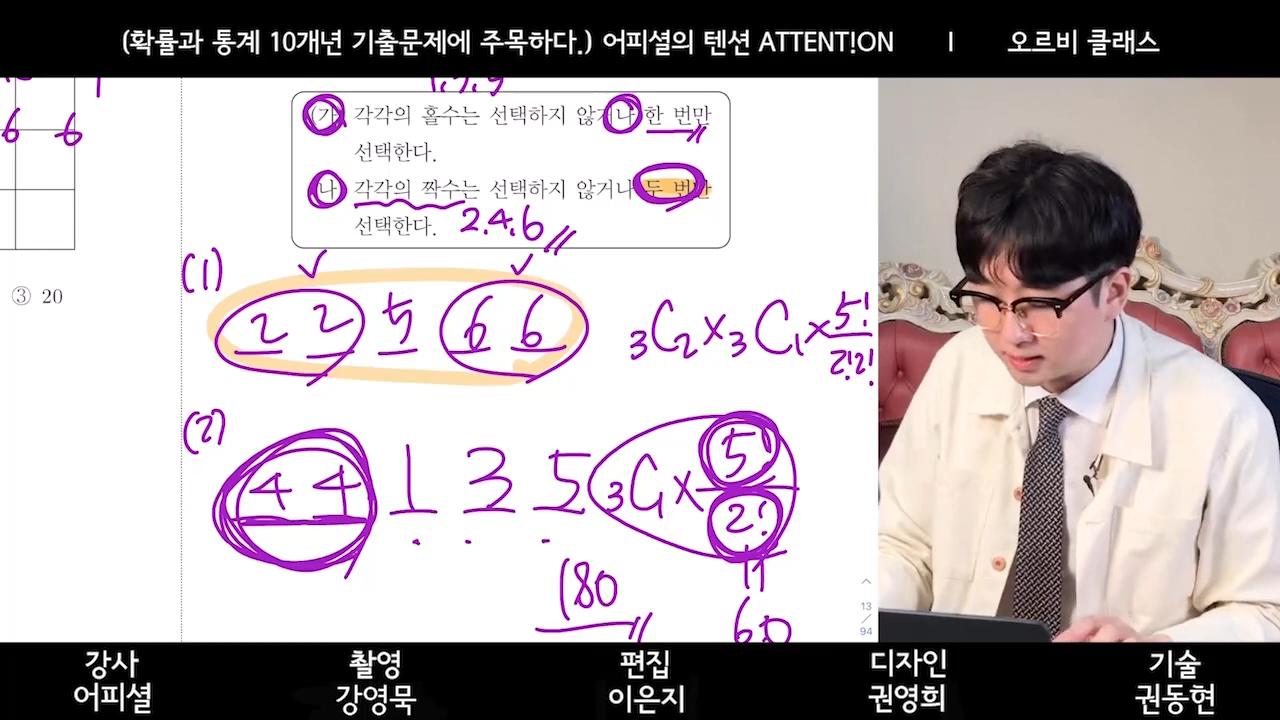 (확률과 통계 10개년 기출문제에 주목하다.) 어피셜의 텐션 ATTENT!ON | 오르비 클래스
6 6
③ 20
(가) 각각의 홀수는 선택하지 않거나 한 번만
선택한다.
(나) 각각의 짝수는 선택하지 않거나 두 번만
선택한다. 2.4.6
(1)
2 2 5 6 6 ₃C₂×₃C₁×5!/2!2!
(2)
4 4 1 3 5 ₃C₁×5!/2!
180
60
13
/
94
강사 촬영 편집 디자인 기술
어피셜 강영묵 이은지 권영희 권동현